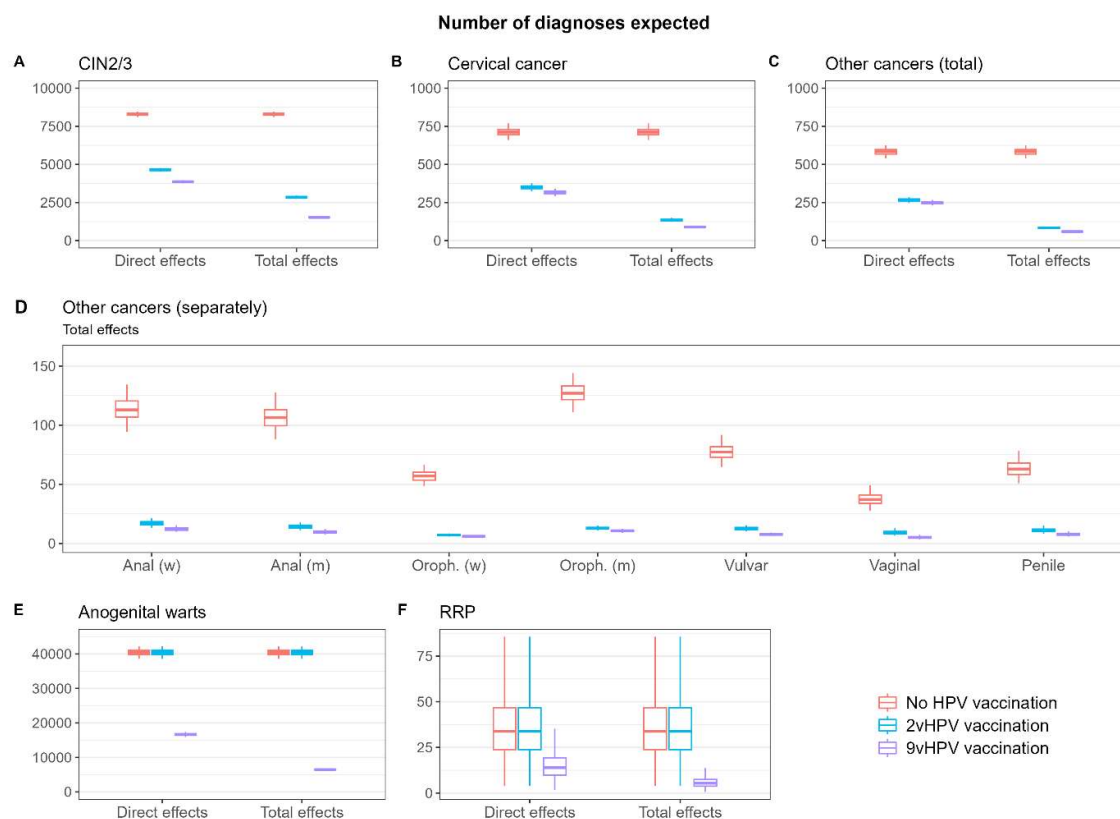 Number of diagnoses expected
A CIN2/3
10000
7500
5000
2500
0
Direct effects Total effects
B Cervical cancer
1000
750
500
250
0
Direct effects Total effects
C Other cancers (total)
1000
750
500
250
0
Direct effects Total effects
D Other cancers (separately)
Total effects
150
100
50
0
Anal (w) Anal (m) Oroph. (w) Oroph. (m) Vulvar Vaginal Penile
E Anogenital warts
40000
30000
20000
10000
0
Direct effects Total effects
F RRP
75
50
25
0
Direct effects Total effects
No HPV vaccination
2vHPV vaccination
9vHPV vaccination